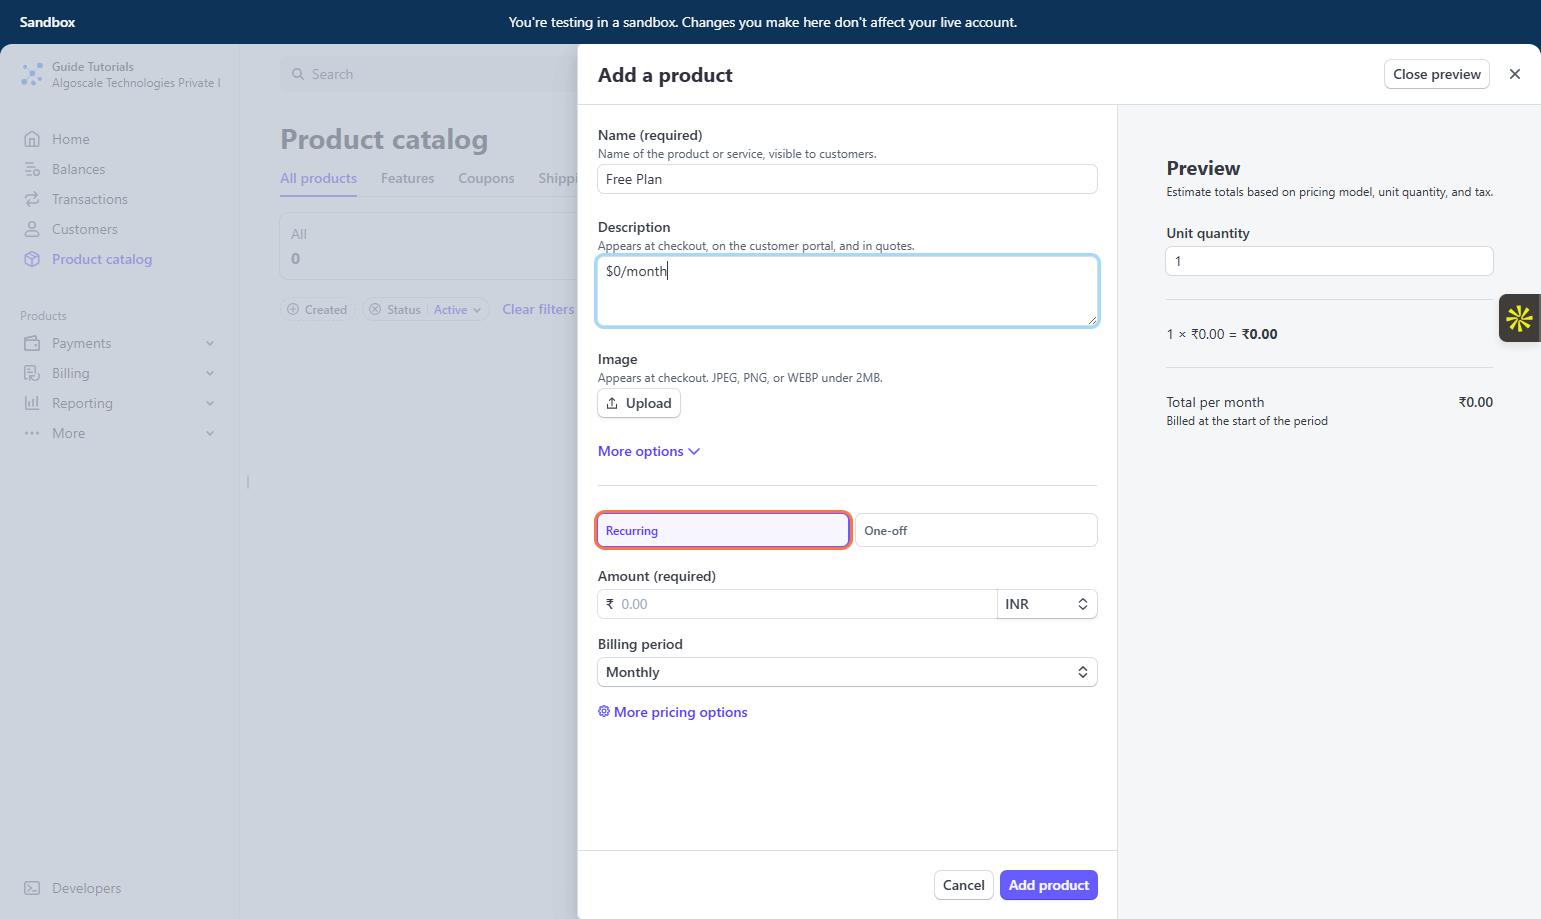 Sandbox
You're testing in a sandbox. Changes you make here don't affect your live account.
Guide Tutorials
Algoscale Technologies Private
Home
Balances
Transactions
Customers
Product catalog
Products
Payments
Billing
Reporting
More
Developers
Search
Product catalog
All products
Features
Coupons
Shippi
All
0
Created
Status
Active
Clear filters
Add a product
Close preview
Name (required)
Name of the product or service, visible to customers.
Free Plan
Description
Appears at checkout, on the customer portal, and in quotes.
$0/month
Image
Appears at checkout. JPEG, PNG, or WEBP under 2MB.
Upload
More options
Recurring
One-off
Amount (required)
₹ 0.00
INR
Billing period
Monthly
More pricing options
Cancel
Add product
Preview
Estimate totals based on pricing model, unit quantity, and tax.
Unit quantity
1
1 × ₹0.00 = ₹0.00
Total per month
₹0.00
Billed at the start of the period